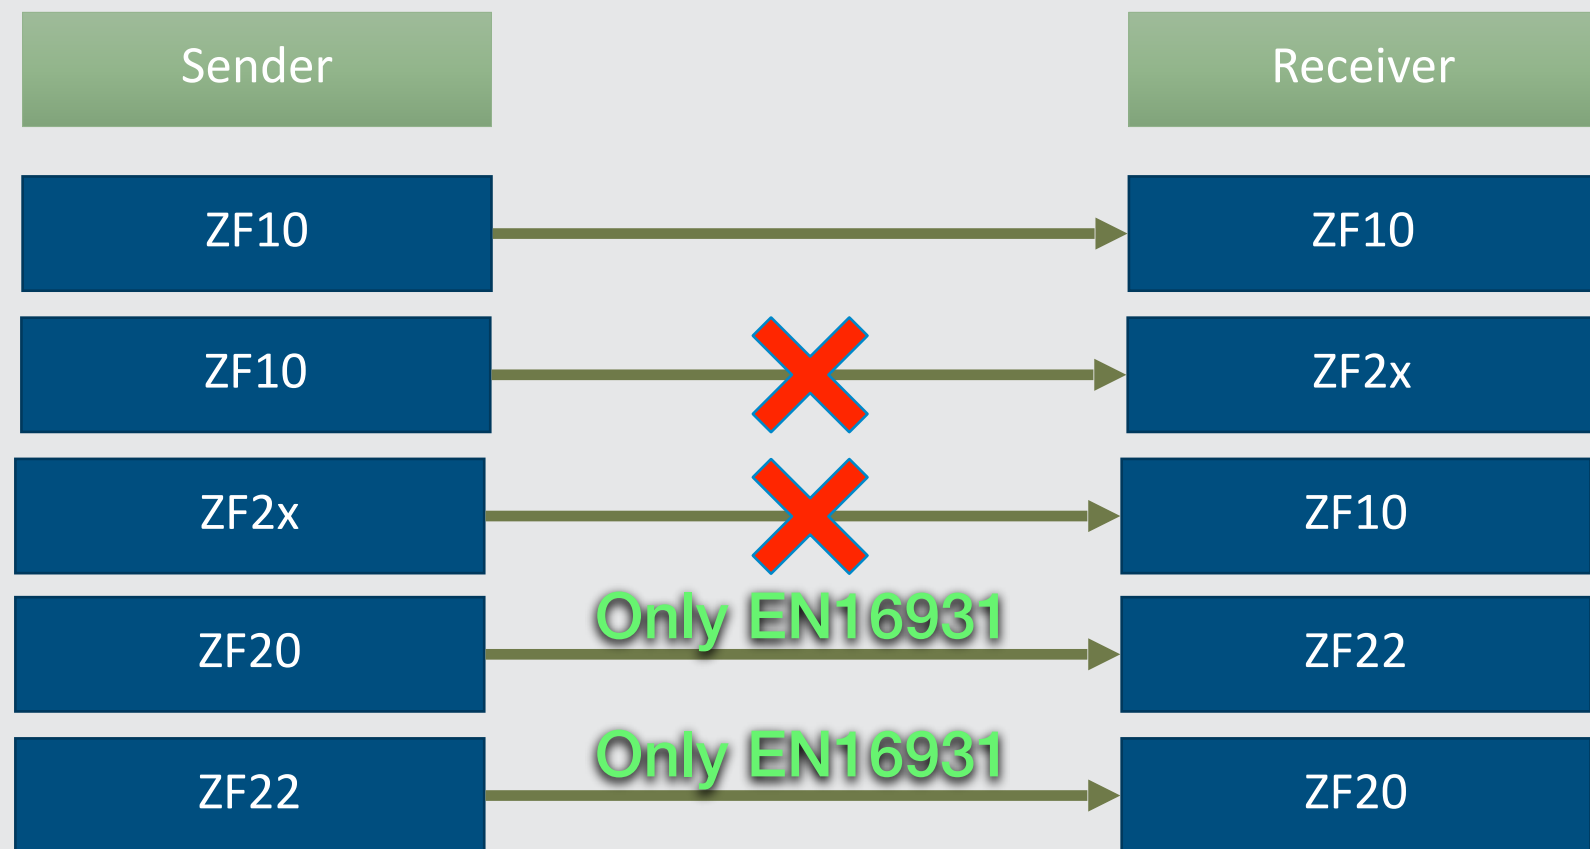 Sender
Receiver
ZF10
ZF10
ZF10
ZF2x
ZF2x
ZF10
Only EN16931
ZF20
ZF22
Only EN16931
ZF22
ZF20